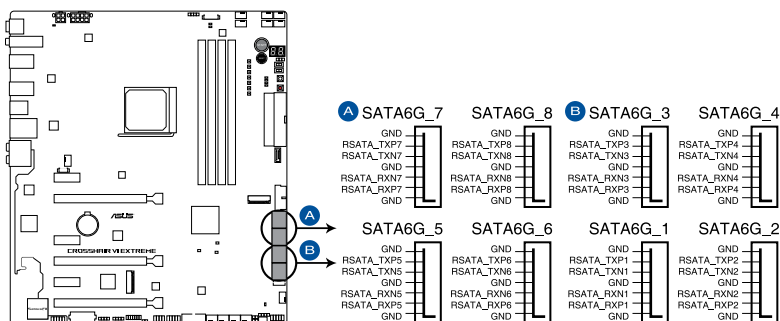 88
A SATA6G_7
GND
RSATA_TXP7
RSATA_TXN7
GND
RSATA_RXN7
RSATA_RXP7
GND
SATA6G_8
GND
RSATA_TXP8
RSATA_TXN8
GND
RSATA_RXN8
RSATA_RXP8
GND
B SATA6G_3
GND
RSATA_TXP3
RSATA_TXN3
GND
RSATA_RXN3
RSATA_RXP3
GND
SATA6G_4
GND
RSATA_TXP4
RSATA_TXN4
GND
RSATA_RXN4
RSATA_RXP4
GND
A
B
ASUS
CROSSHAIR VI EXTREME
SATA6G_5
GND
RSATA_TXP5
RSATA_TXN5
GND
RSATA_RXN5
RSATA_RXP5
GND
SATA6G_6
GND
RSATA_TXP6
RSATA_TXN6
GND
RSATA_RXN6
RSATA_RXP6
GND
SATA6G_1
GND
RSATA_TXP1
RSATA_TXN1
GND
RSATA_RXN1
RSATA_RXP1
GND
SATA6G_2
GND
RSATA_TXP2
RSATA_TXN2
GND
RSATA_RXN2
RSATA_RXP2
GND